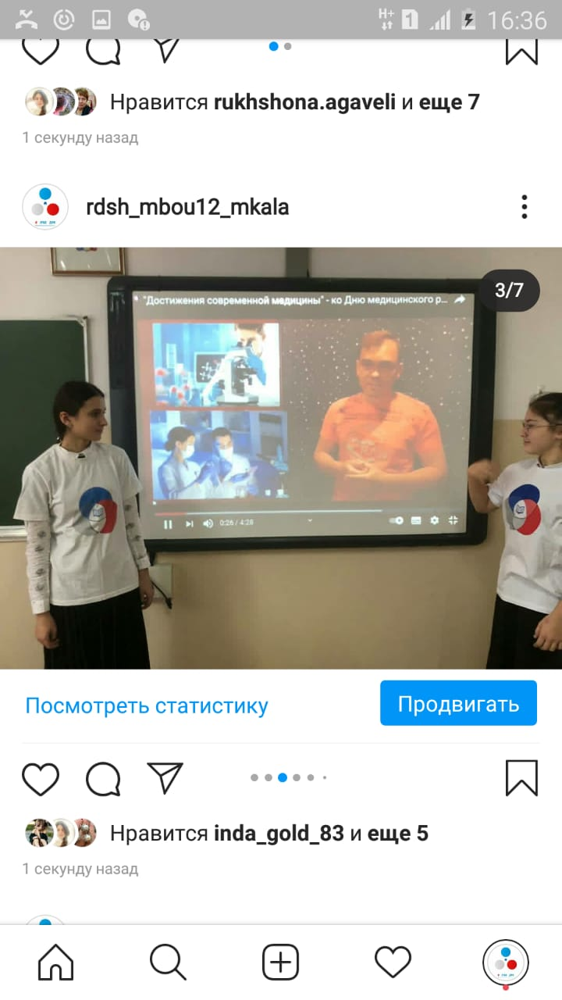 H+ 1 16:36
Нравится rukhshona.agaveli и еще 7
1 секунду назад
rdsh_mbou12_mkala
3/7
"Достижения современной медицины" - ко Дню медицинского р...
0:26 / 4:28
Посмотреть статистику
Продвигать
Нравится inda_gold_83 и еще 5
1 секунду назад